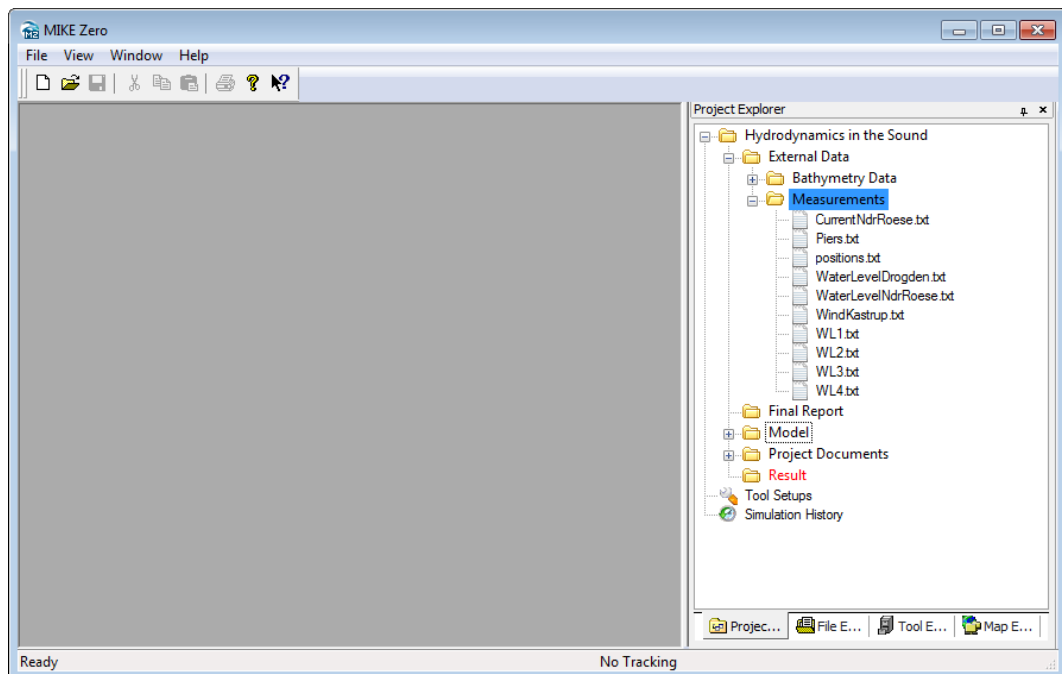 MIKE Zero
File View Window Help
Project Explorer
Hydrodynamics in the Sound
External Data
Bathymetry Data
Measurements
CurrentNdrRoese.txt
Piers.txt
positions.txt
WaterLevelDrogden.txt
WaterLevelNdrRoese.txt
WindKastrup.txt
WL1.txt
WL2.txt
WL3.txt
WL4.txt
Final Report
Model
Project Documents
Result
Tool Setups
Simulation History
Projec... File E... Tool E... Map E...
Ready No Tracking